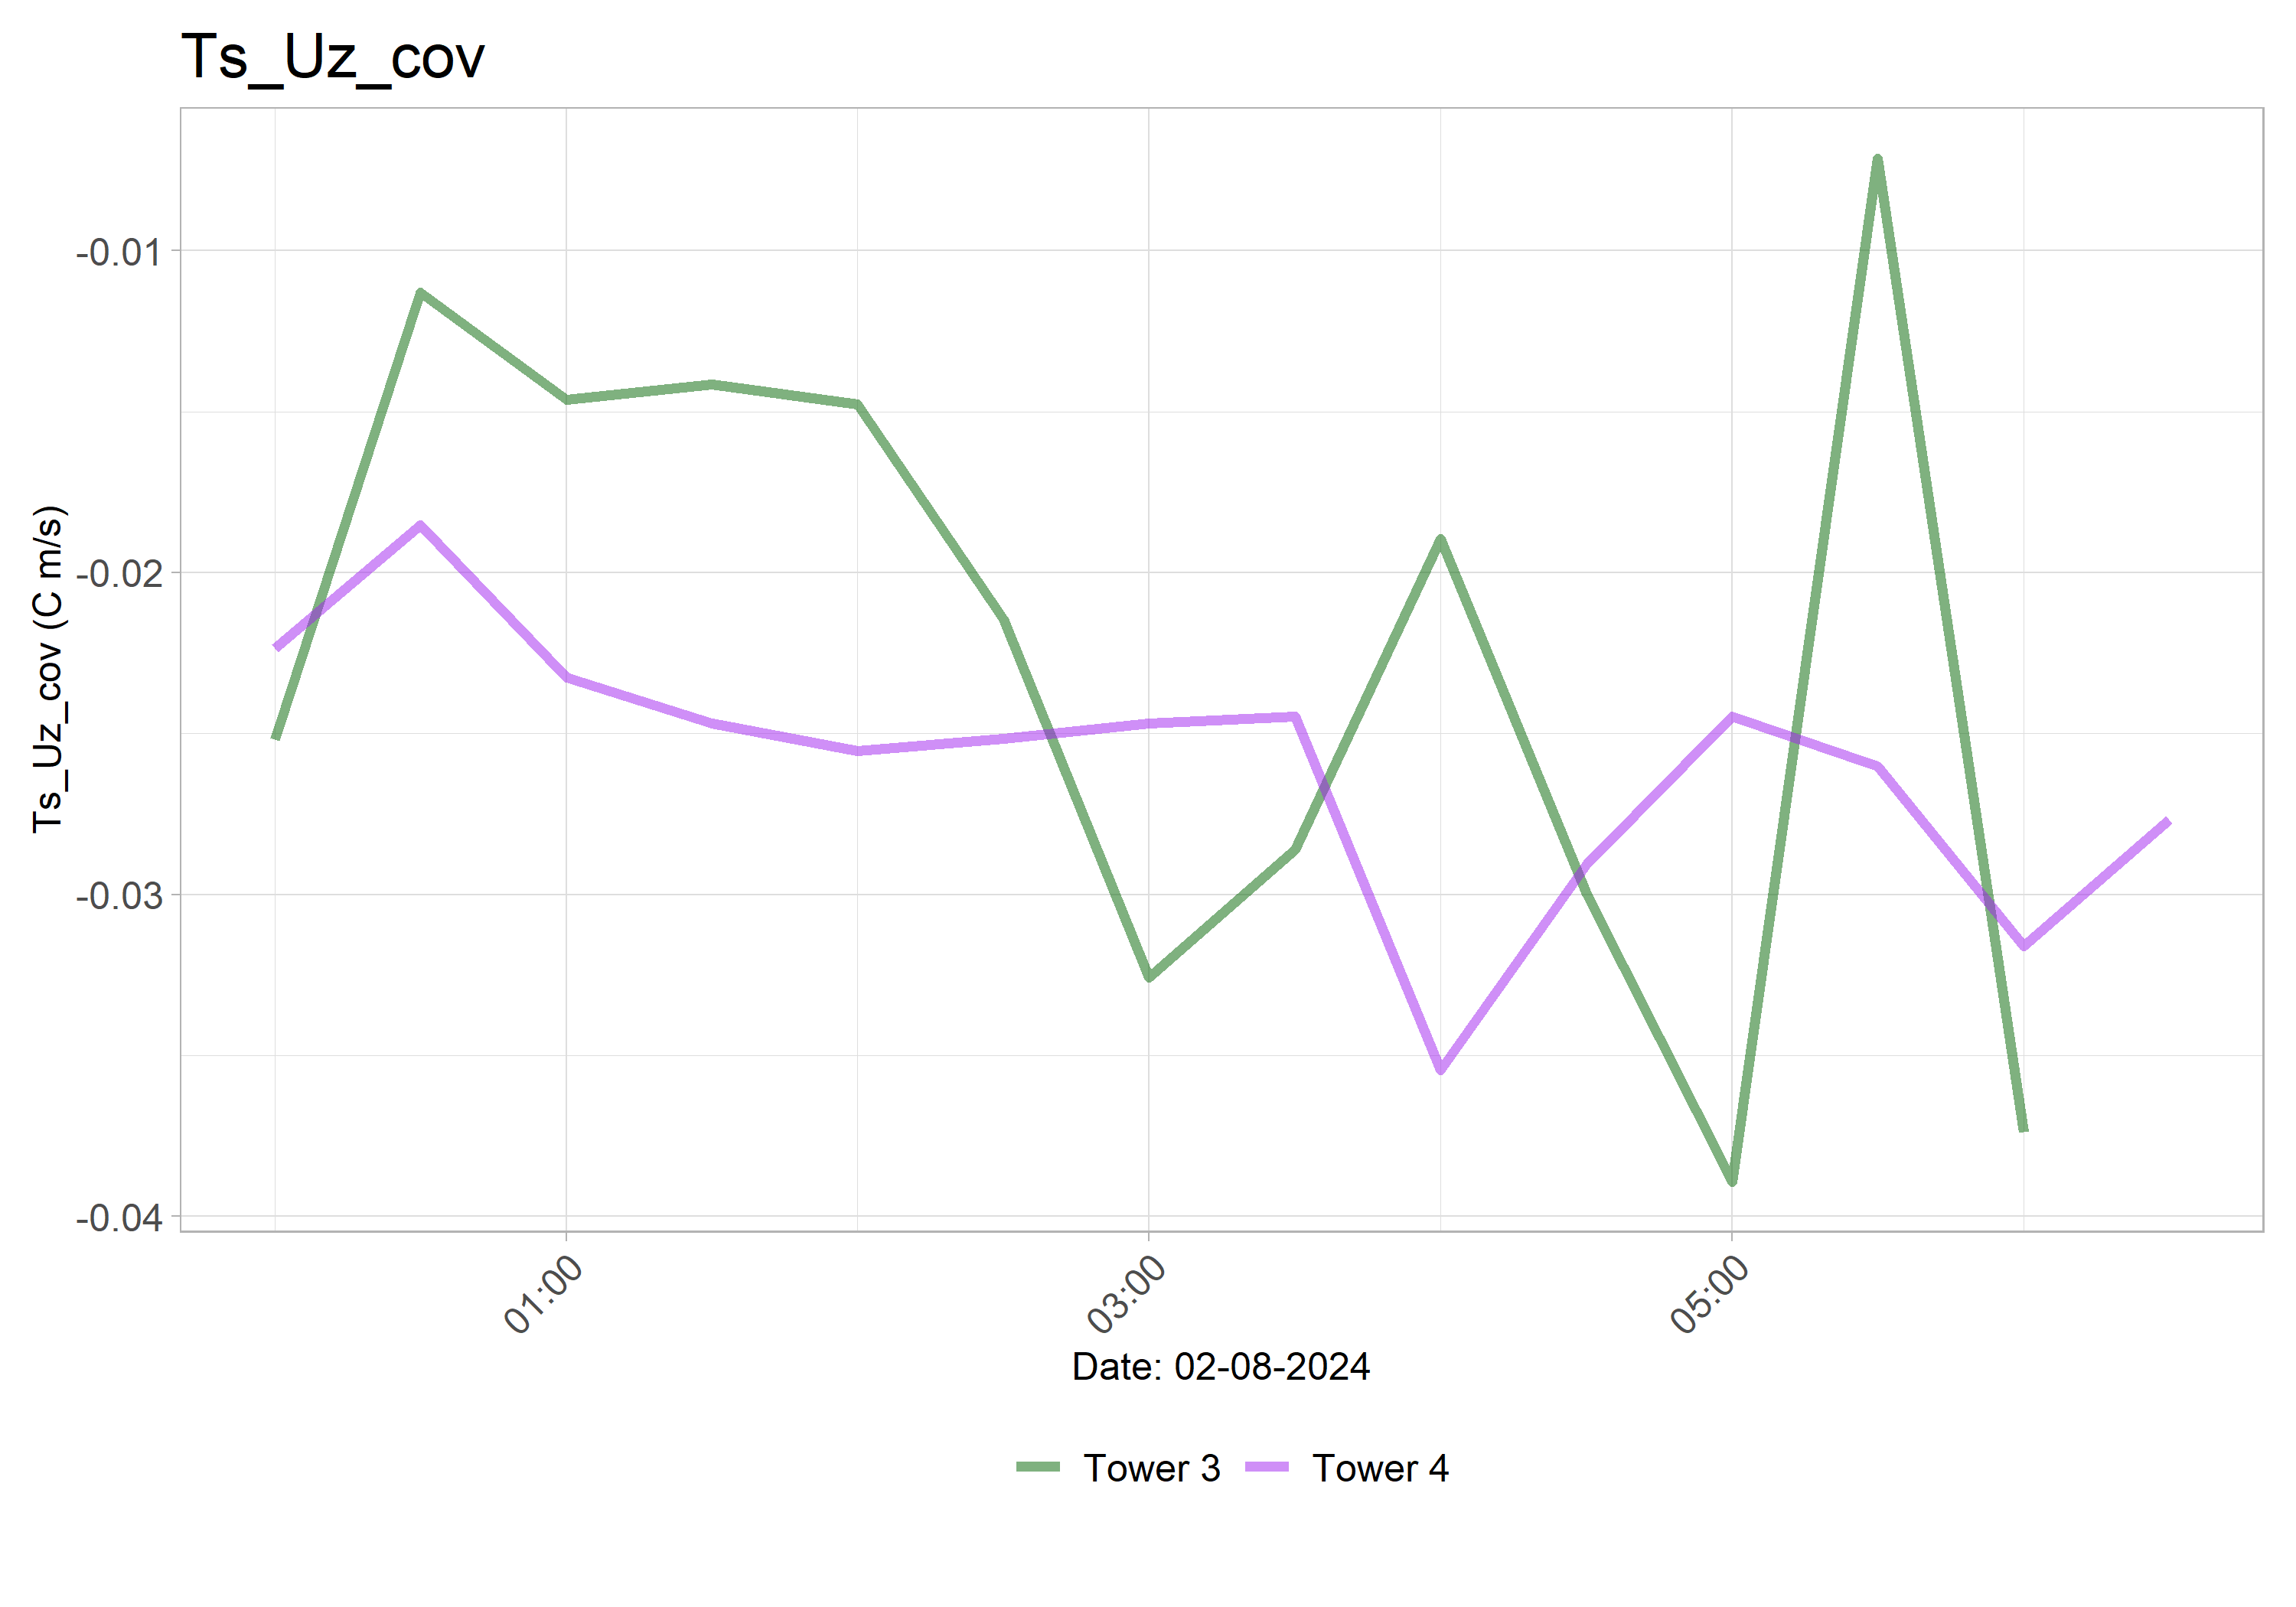 Ts_Uz_cov
Ts_Uz_cov (C m/s)
-0.01
-0.02
-0.03
-0.04
01:00
03:00
05:00
Date: 02-08-2024
Tower 3
Tower 4